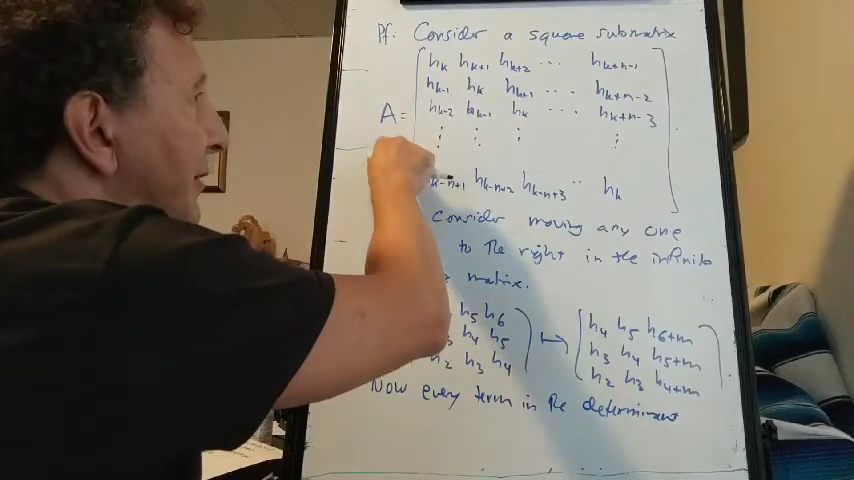 Pf: Consider a square submatrix
h_k h_{k+1} h_{k+2} ... h_{k+n-1}
h_{k-1} h_k h_{k+1} ... h_{k+n-2}
A = h_{k-2} h_{k-1} h_k ... h_{k+n-3}
⋮ ⋮ ⋮ ⋮
k-n+1 h_{k-n+2} h_{k-n+3} .. h_k
Consider moving any one
to the right in the infinite
matrix.
h_5 h_6 ↦ h_4 h_5 h_{6+m}
h_4 h_5 h_3 h_4 h_{5+m}
h_2 h_3 h_4 h_2 h_3 h_{4+m}
Now every term in the determinant